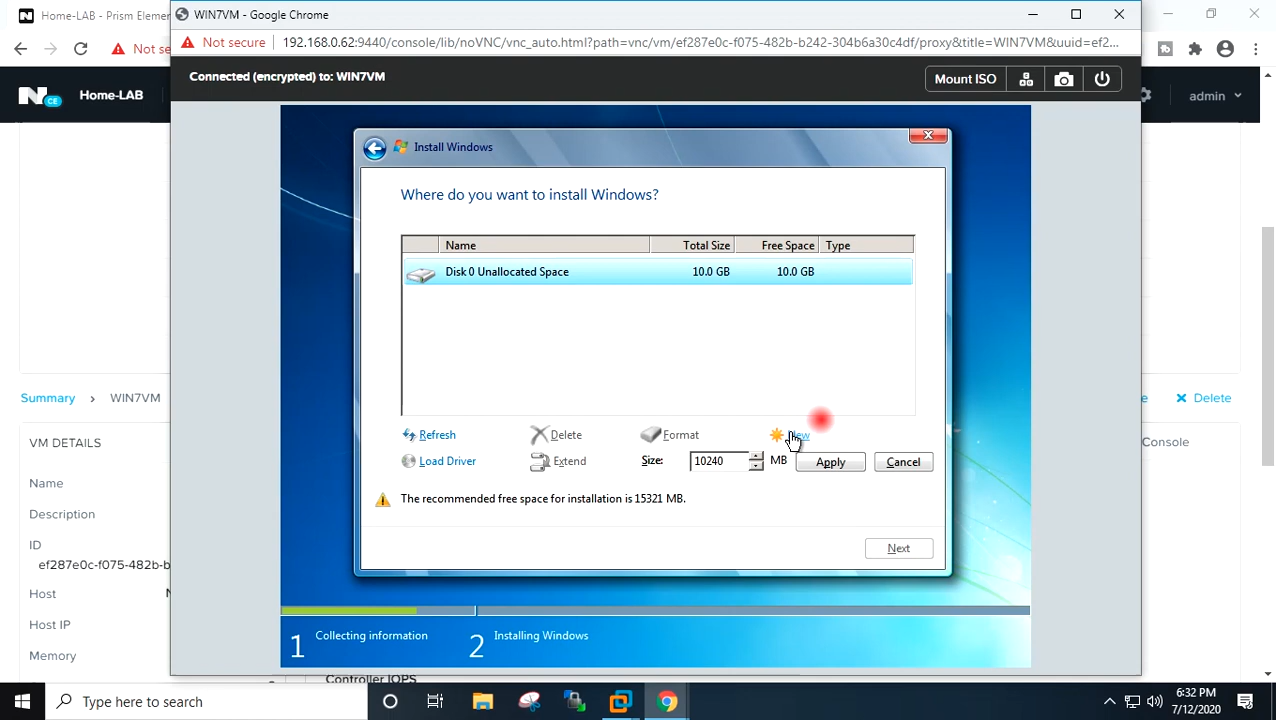 Home-LAB - Prism Eleme
WIN7VM - Google Chrome
Not se
Not secure
192.168.0.62:9440/console/lib/noVNC/vnc_auto.html?path=vnc/vm/ef287e0c-f075-482b-b242-304b6a30c4df/proxy&title=WIN7VM&uuid=ef2...
Connected (encrypted) to: WIN7VM
Mount ISO
N CE
Home-LAB
admin
Install Windows
Where do you want to install Windows?
Name
Total Size
Free Space
Type
Disk 0 Unallocated Space
10.0 GB
10.0 GB
Refresh
Delete
Format
Load Driver
Extend
Size:
10240
MB
Apply
Cancel
The recommended free space for installation is 15321 MB.
Next
1
Collecting information
2
Installing Windows
Summary
WIN7VM
e
Delete
VM DETAILS
Console
Name
Description
ID
ef287e0c-f075-482b-b
Host
N
Host IP
Memory
Controller IOPS
Type here to search
6:32 PM
7/12/2020